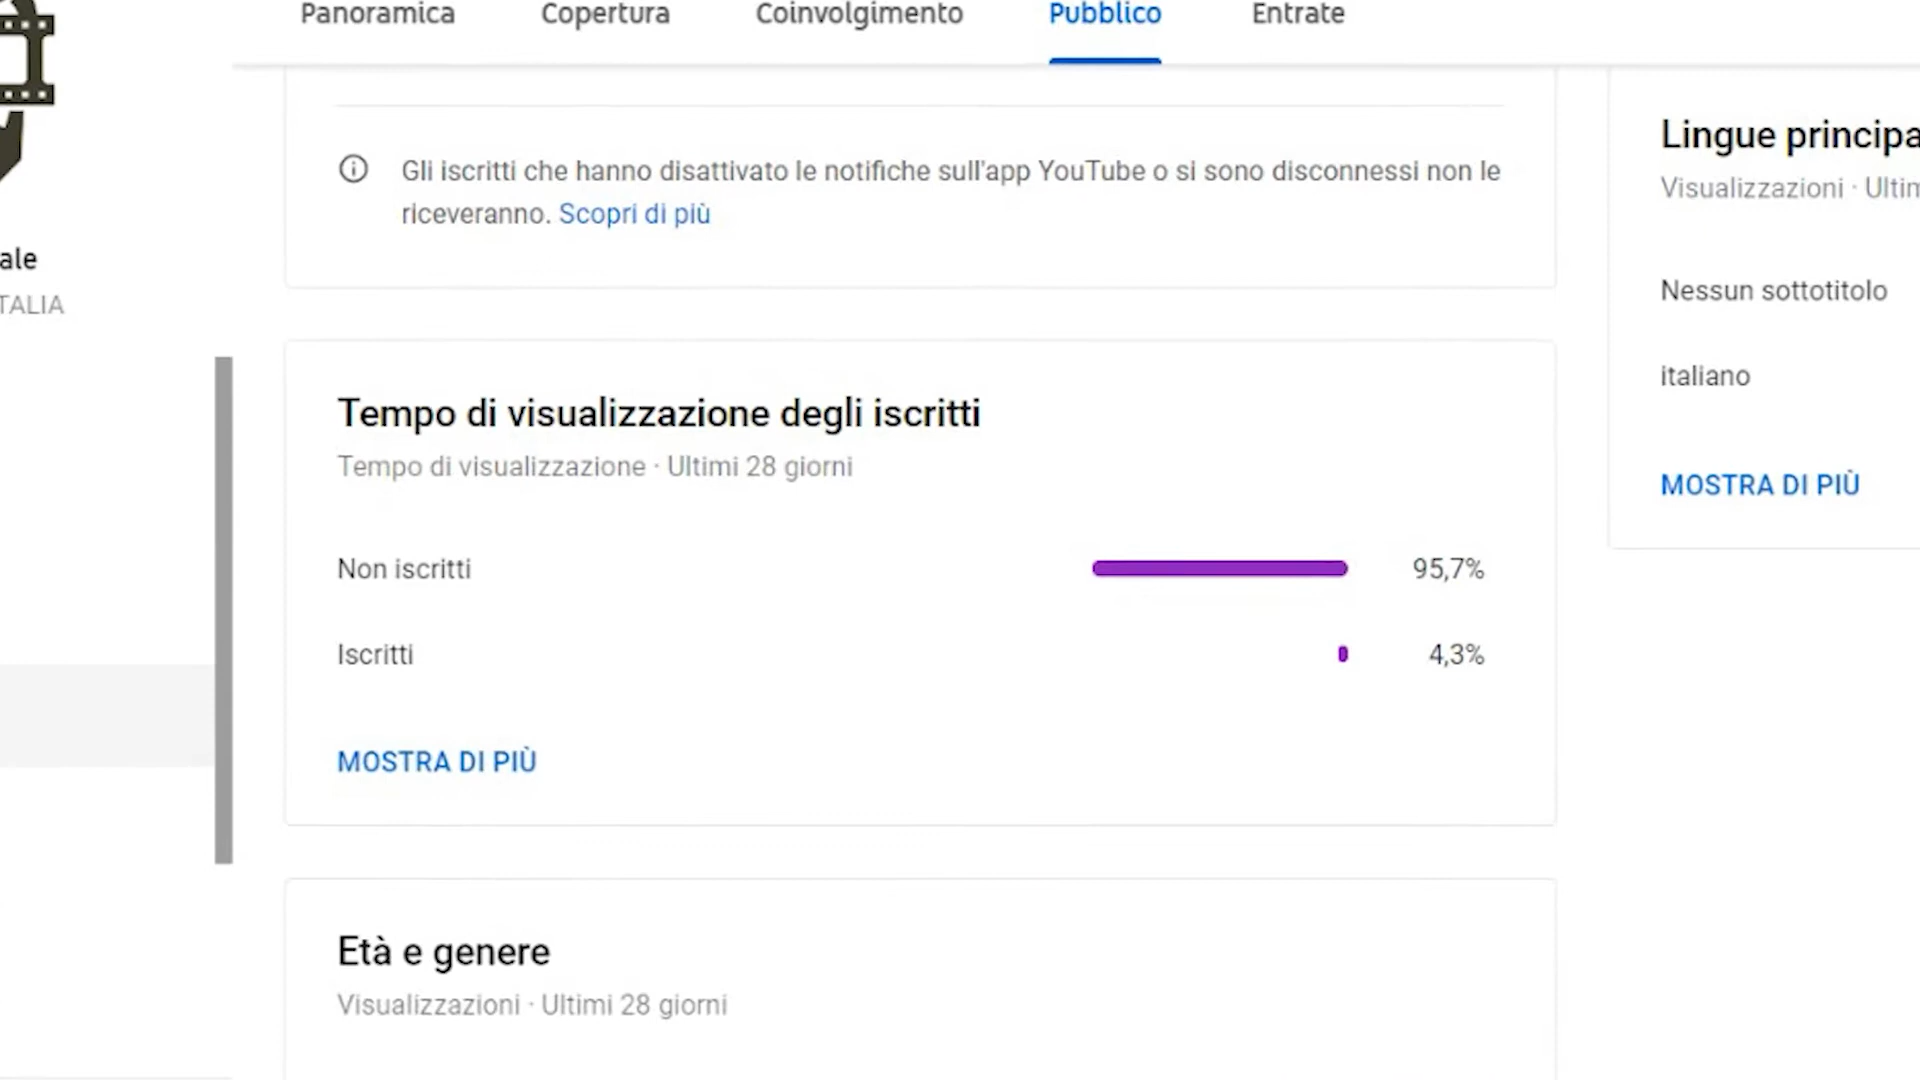 Panoramica
Copertura
Coinvolgimento
Pubblico
Entrate
Gli iscritti che hanno disattivato le notifiche sull'app YouTube o si sono disconnessi non le
riceveranno. Scopri di più
ale
TALIA
Tempo di visualizzazione degli iscritti
Tempo di visualizzazione · Ultimi 28 giorni
Non iscritti 95,7%
Iscritti 4,3%
MOSTRA DI PIÙ
Età e genere
Visualizzazioni · Ultimi 28 giorni
Lingue principa
Visualizzazioni · Ultim
Nessun sottotitolo
italiano
MOSTRA DI PIÙ